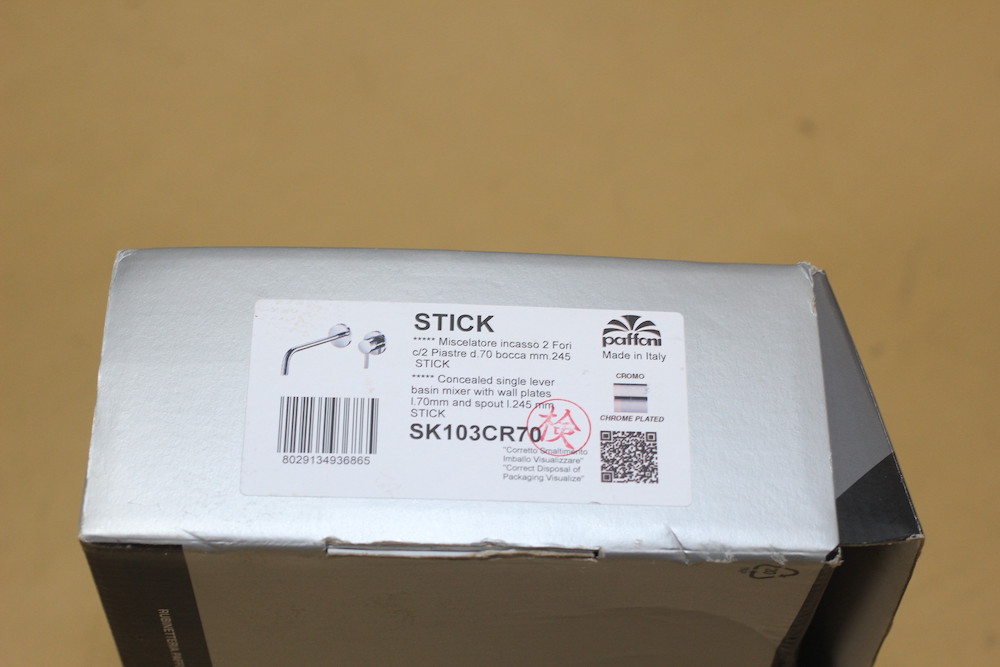 STICK
***** Miscelatore incasso 2 Fori
c/2 Piastre d.70 bocca mm.245
STICK
***** Concealed single lever
basin mixer with wall plates
l.70mm and spout l.245 mm
STICK
SK103CR70
検
"Corretto Smaltimento
Imballo Visualizzare"
"Correct Disposal of
Packaging Visualize"
8029134936865
paffoni
Made in Italy
CROMO
CHROME PLATED
RUBINETTERIA